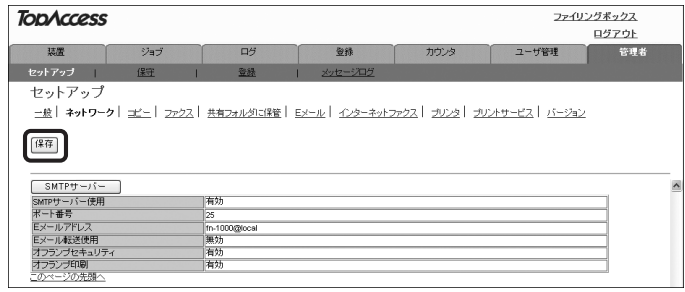 TOPACCESS
ファイリングボックス
ログアウト
装置 ジョブ ログ 登録 カウンタ ユーザ管理 管理者
セットアップ | 保守 | 登録 | メッセージログ
セットアップ
一般 | ネットワーク | コピー | ファクス | 共有フォルダに保管 | Eメール | インターネットファクス | プリンタ | プリントサービス | バージョン
保存
SMTPサーバー
SMTPサーバー使用 有効
ポート番号 25
Eメールアドレス fn-1000@local
Eメール転送使用 無効
オフランプセキュリティ 有効
オフランプ印刷 有効
このページの先頭へ